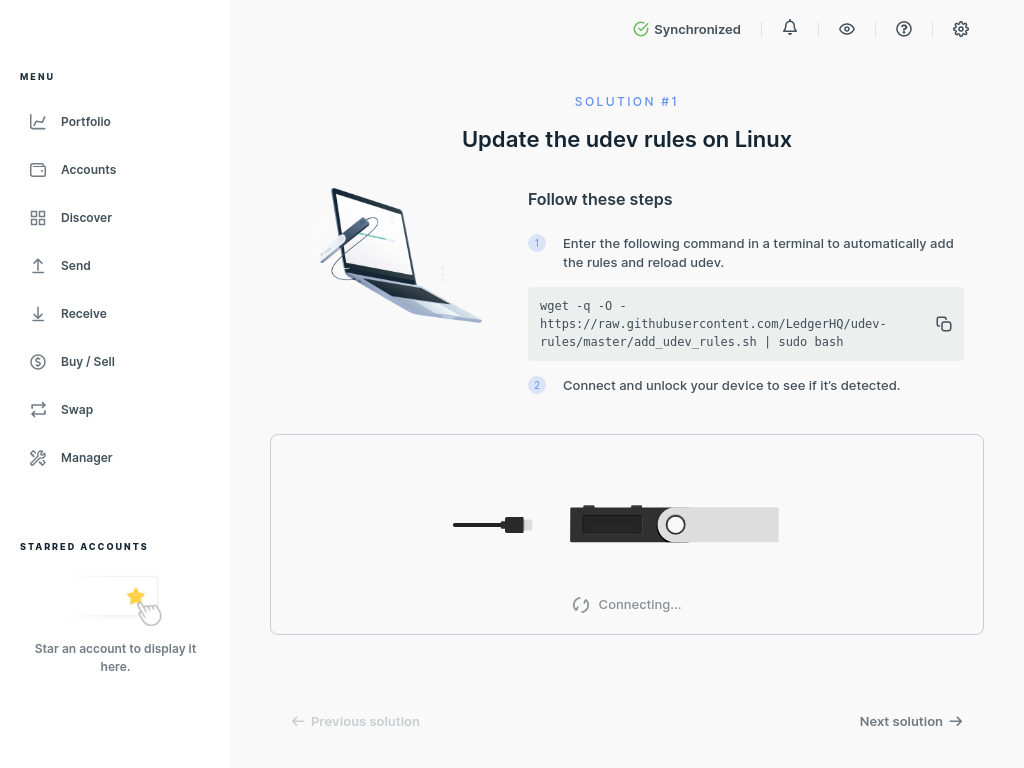 Synchronized
MENU
Portfolio
Accounts
Discover
Send
Receive
Buy / Sell
Swap
Manager
STARRED ACCOUNTS
Star an account to display it
here.
SOLUTION #1
Update the udev rules on Linux
Follow these steps
1
Enter the following command in a terminal to automatically add
the rules and reload udev.
wget -q -O -
https://raw.githubusercontent.com/LedgerHQ/udev-
rules/master/add_udev_rules.sh | sudo bash
2
Connect and unlock your device to see if it’s detected.
Connecting...
Previous solution
Next solution